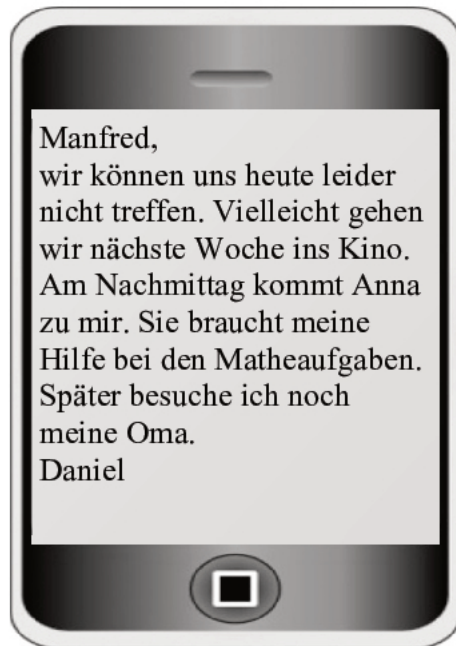 Manfred,
wir können uns heute leider
nicht treffen. Vielleicht gehen
wir nächste Woche ins Kino.
Am Nachmittag kommt Anna
zu mir. Sie braucht meine
Hilfe bei den Matheaufgaben.
Später besuche ich noch
meine Oma.
Daniel